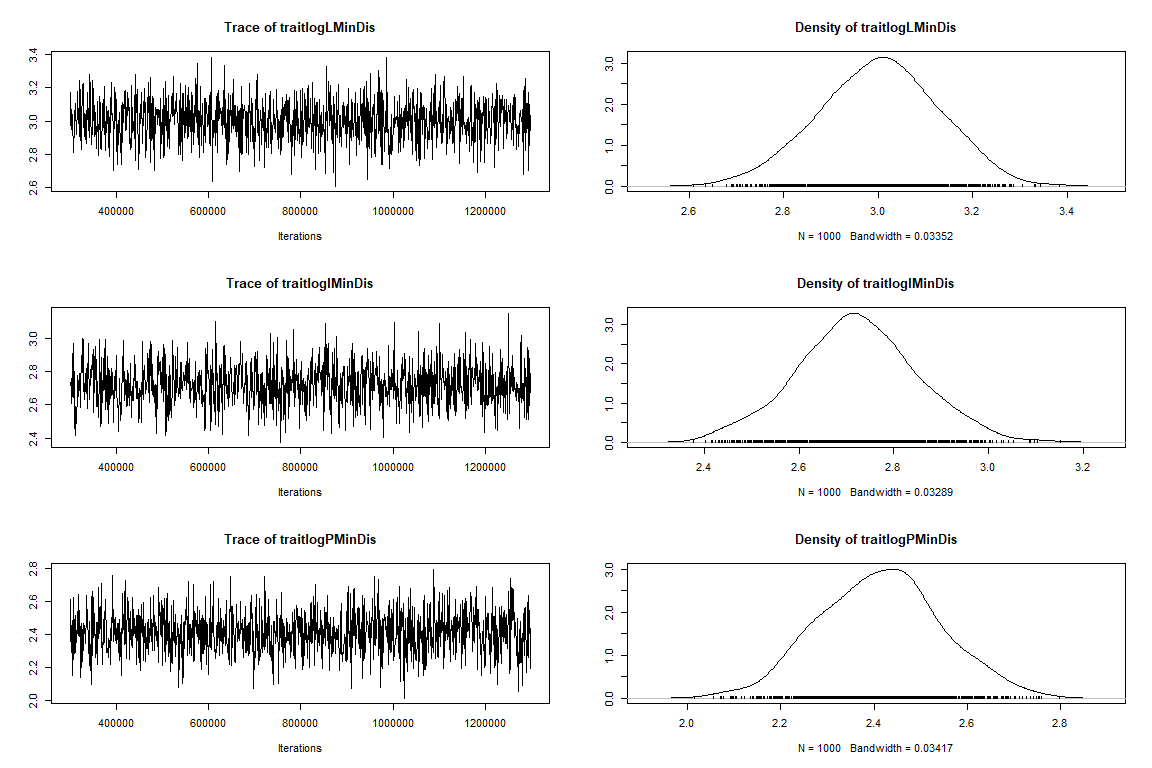 Trace of traitlogLMinDis
3.4
3.2
3.0
2.8
2.6
400000 600000 800000 1000000 1200000
Iterations
Density of traitlogLMinDis
3.0
2.0
1.0
0.0
2.6 2.8 3.0 3.2 3.4
N = 1000 Bandwidth = 0.03352
Trace of traitlogIMinDis
3.0
2.8
2.6
2.4
400000 600000 800000 1000000 1200000
Iterations
Density of traitlogIMinDis
3.0
2.0
1.0
0.0
2.4 2.6 2.8 3.0 3.2
N = 1000 Bandwidth = 0.03289
Trace of traitlogPMinDis
2.8
2.6
2.4
2.2
2.0
400000 600000 800000 1000000 1200000
Iterations
Density of traitlogPMinDis
3.0
2.0
1.0
0.0
2.0 2.2 2.4 2.6 2.8
N = 1000 Bandwidth = 0.03417